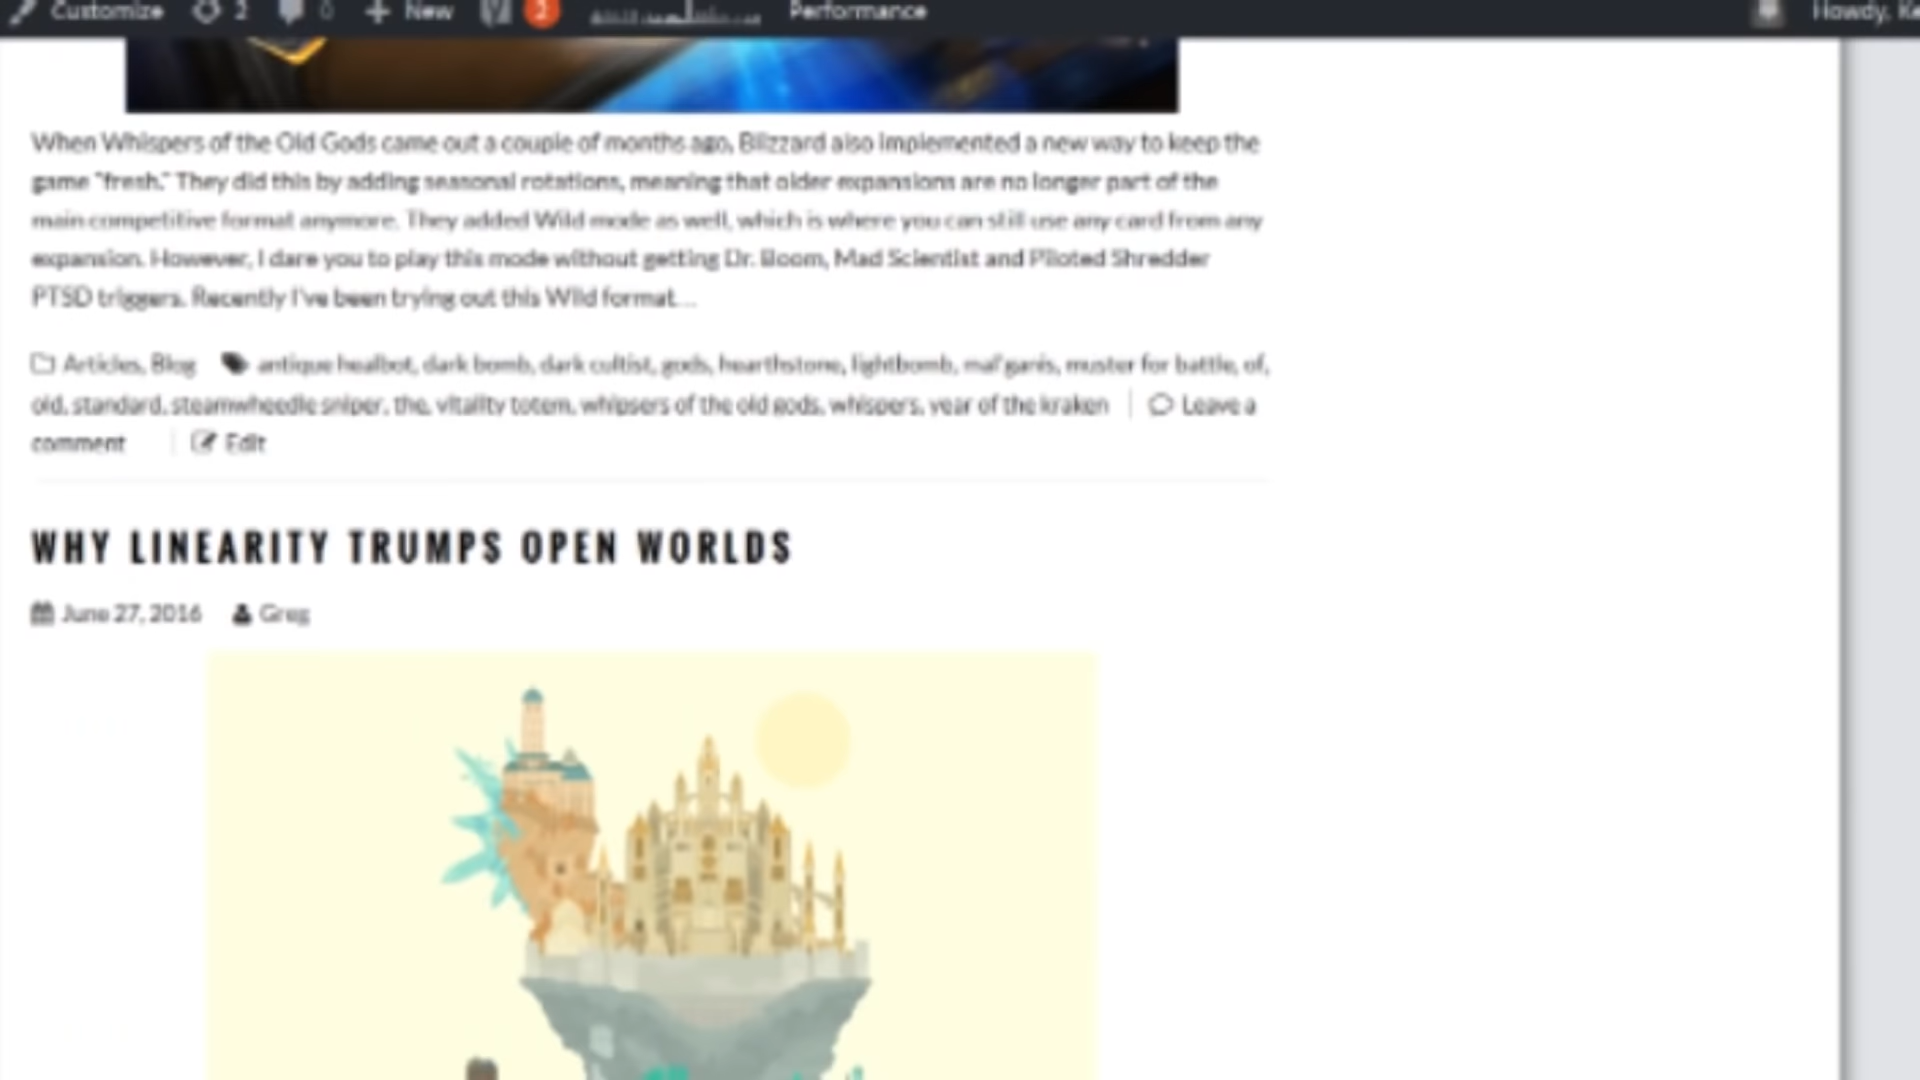 Customize 2 0 New 2 Performance Howdy, Ke
When Whispers of the Old Gods came out a couple of months ago, Blizzard also implemented a new way to keep the
game "fresh." They did this by adding seasonal rotations, meaning that older expansions are no longer part of the
main competitive format anymore. They added Wild mode as well, which is where you can still use any card from any
expansion. However, I dare you to play this mode without getting Dr. Boom, Mad Scientist and Piloted Shredder
PTSD triggers. Recently I've been trying out this Wild format…
Articles, Blog antique healbot, dark bomb, dark cultist, gods, hearthstone, lightbomb, mal'ganis, muster for battle, of,
old, standard, steamwheedle sniper, the, vitality totem, whipsers of the old gods, whispers, year of the kraken Leave a
comment Edit
WHY LINEARITY TRUMPS OPEN WORLDS
June 27, 2016 Greg